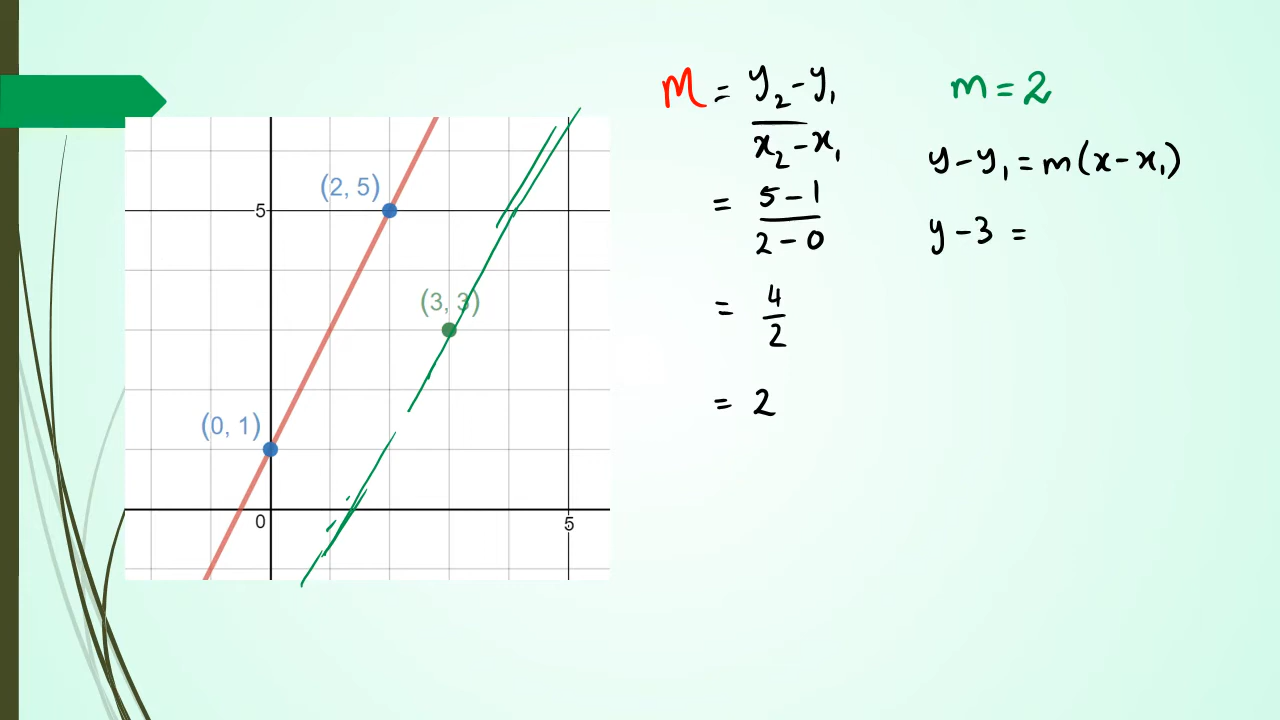 5
(2, 5)
(3, 3)
(0, 1)
0
5
M = y₂ - y₁
x₂ - x₁
= 5 - 1
2 - 0
= 4
2
= 2
m = 2
y - y₁ = m(x - x₁)
y - 3 =